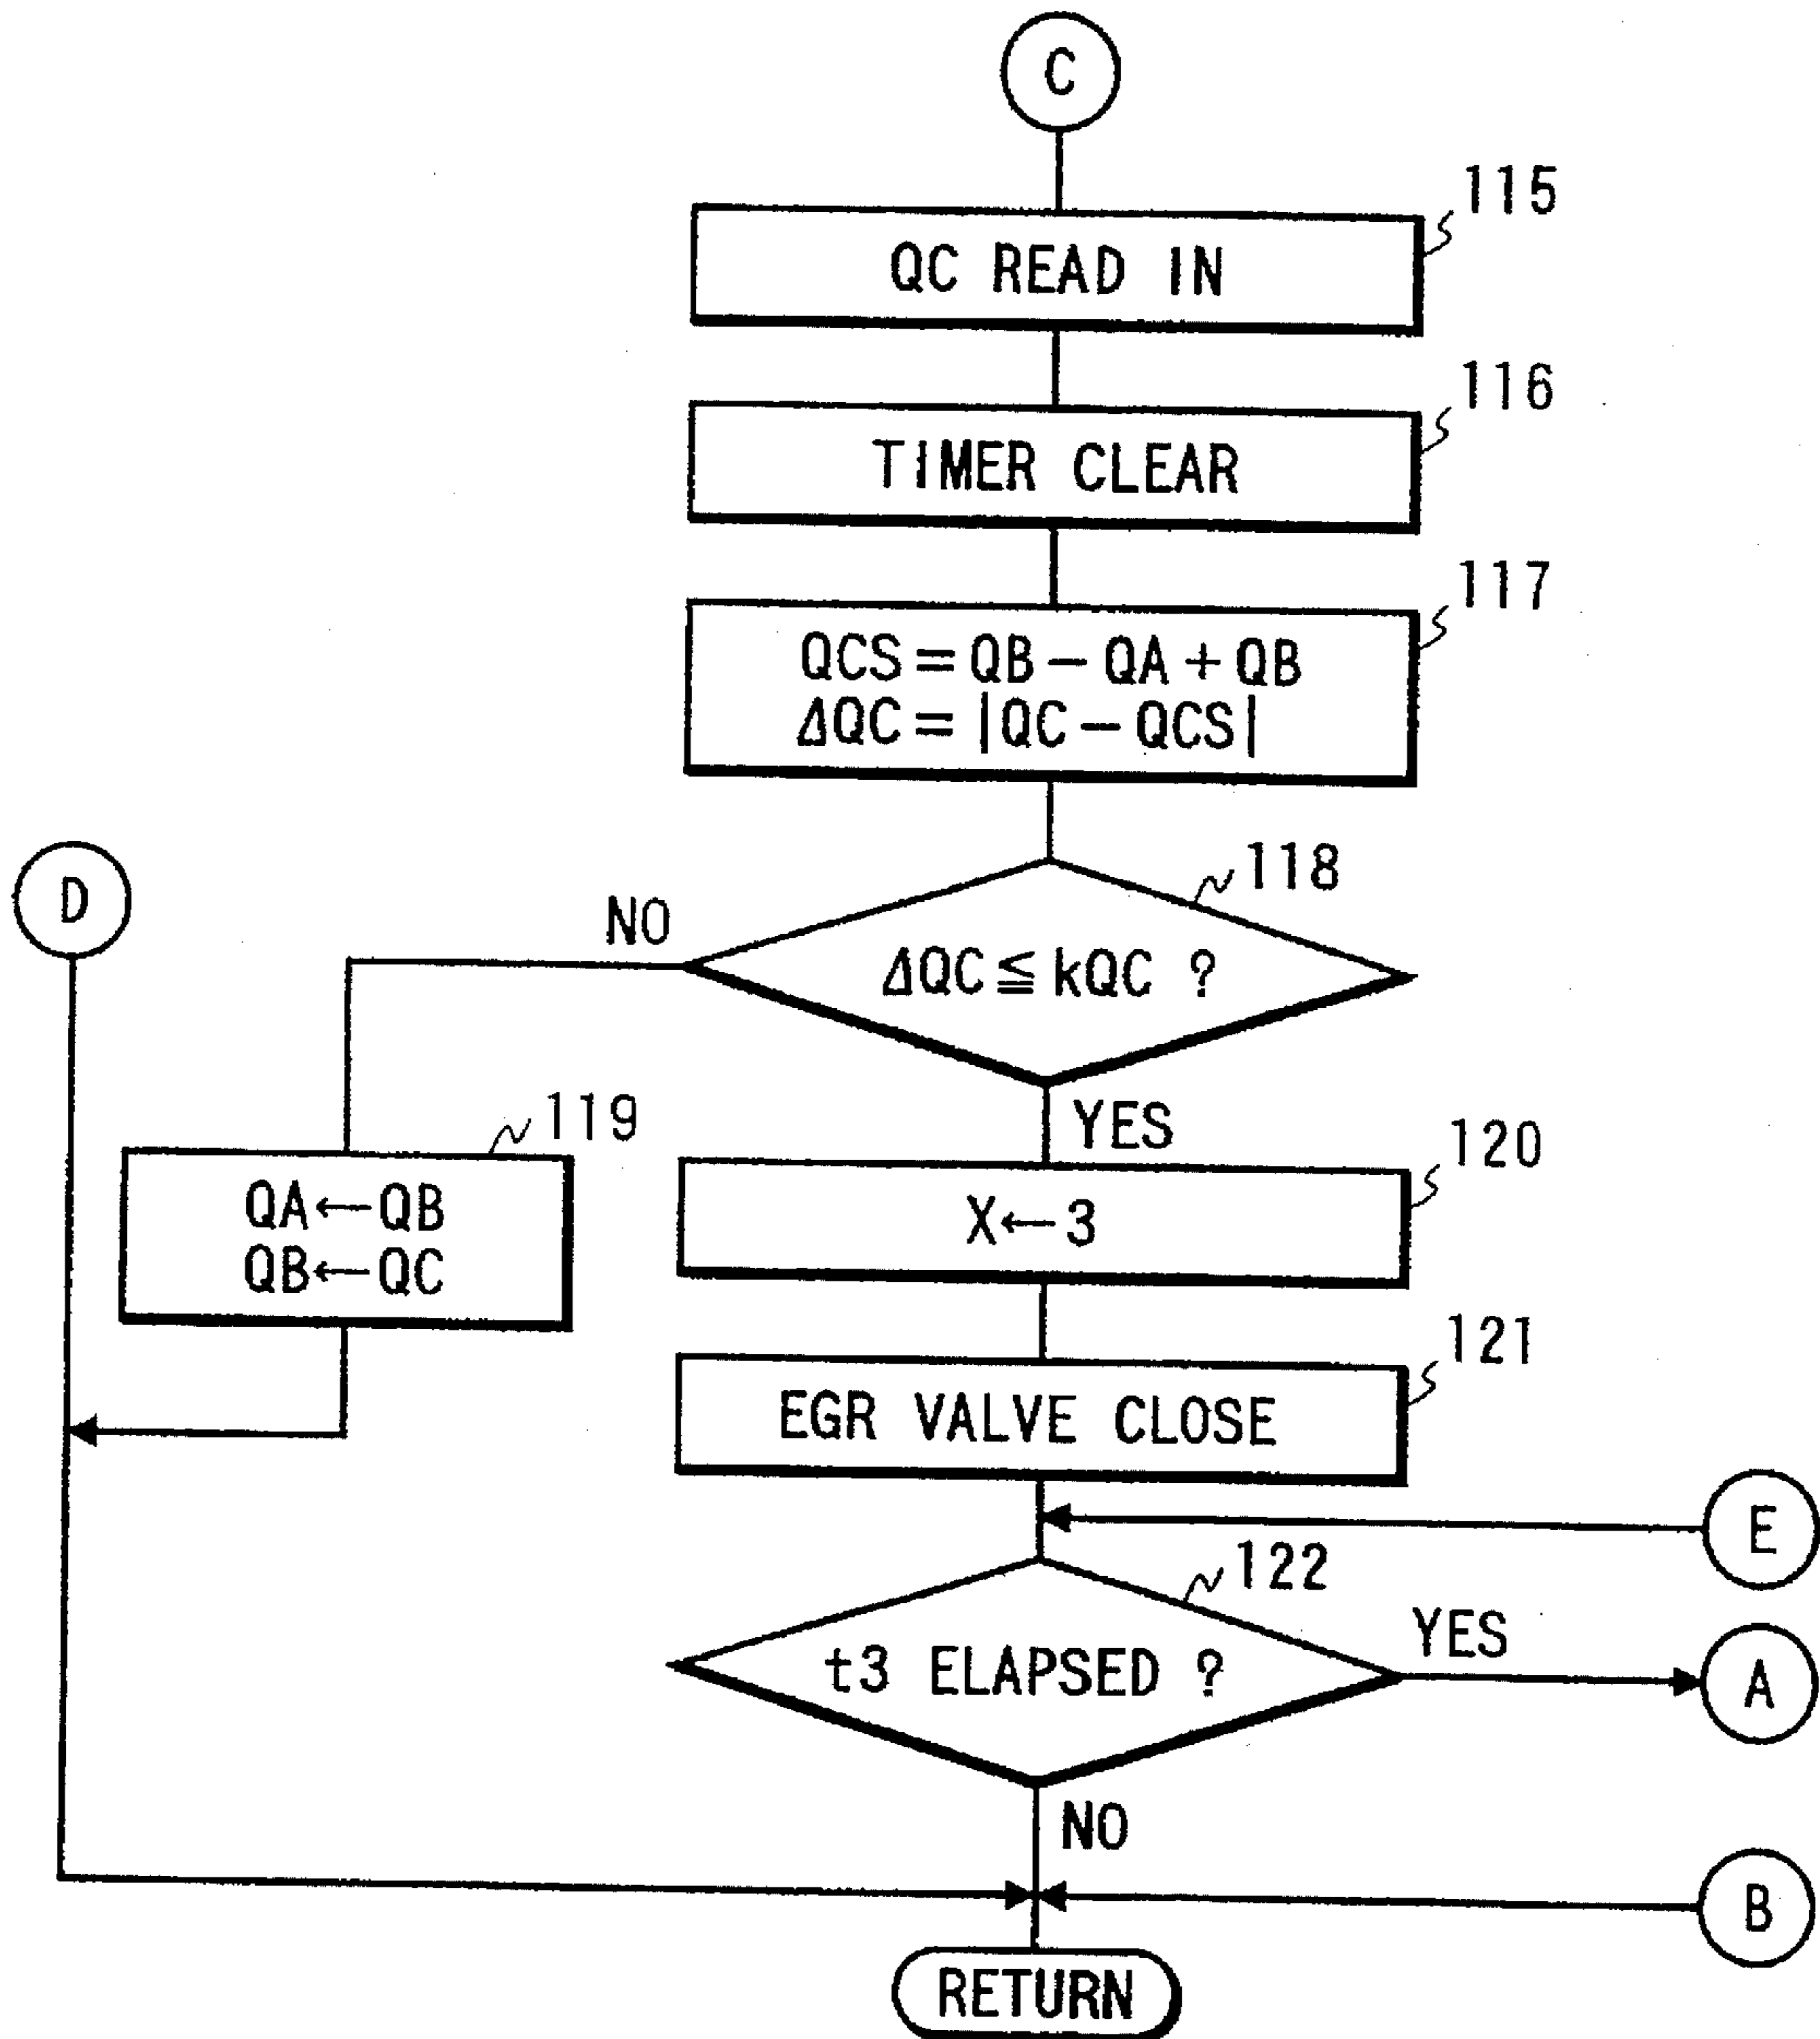 C
115
QC READ IN
116
TIMER CLEAR
117
QCS = QB - QA + QB
ΔQC = |QC - QCS|
118
D
NO
ΔQC ≦ kQC ?
YES
119
QA ← QB
QB ← QC
120
X ← 3
121
EGR VALVE CLOSE
E
122
t3 ELAPSED ?
YES
A
NO
B
RETURN